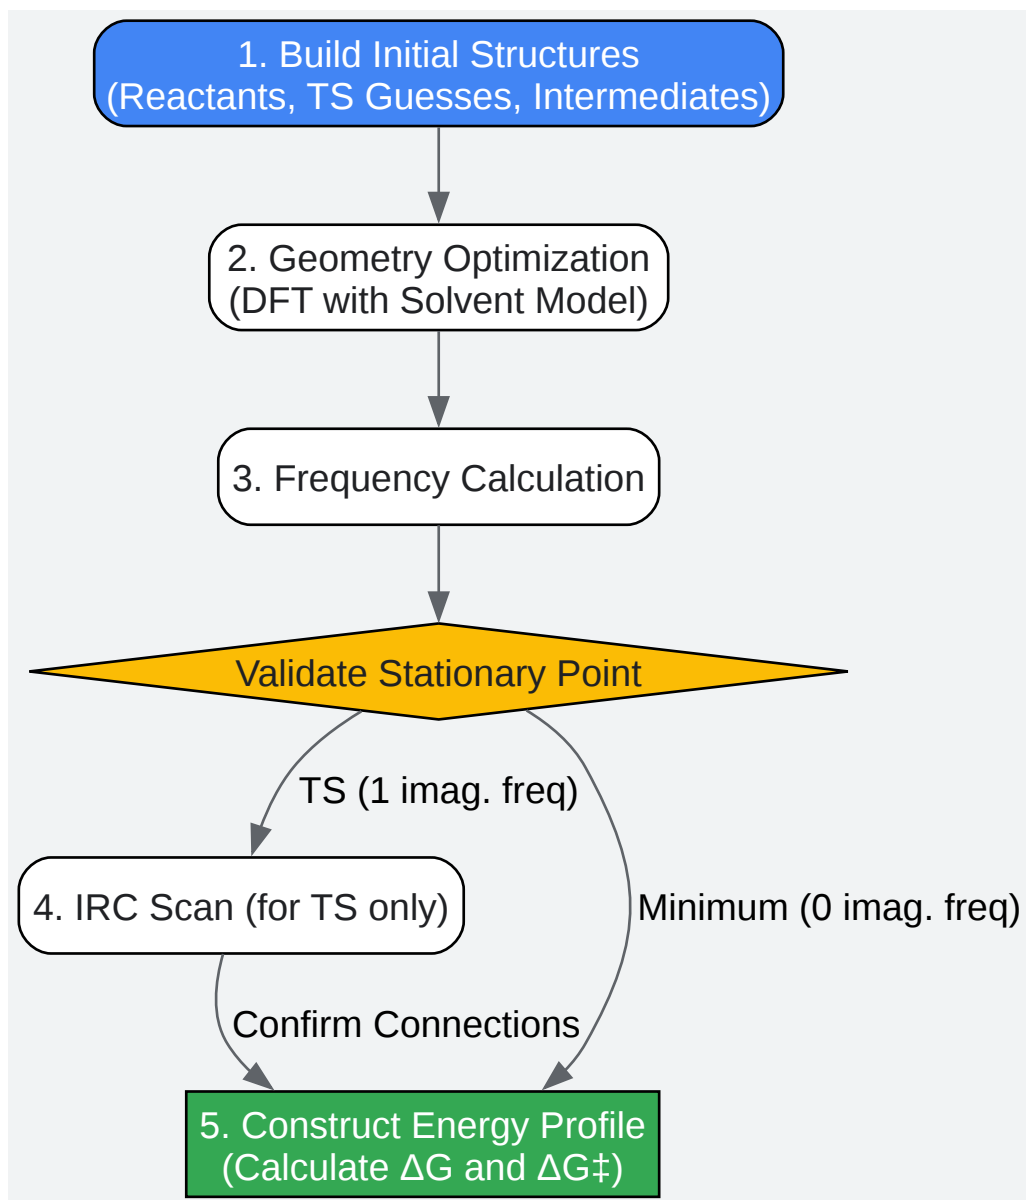 1. Build Initial Structures
(Reactants, TS Guesses, Intermediates)
2. Geometry Optimization
(DFT with Solvent Model)
3. Frequency Calculation
Validate Stationary Point
TS (1 imag. freq)
4. IRC Scan (for TS only)
Minimum (0 imag. freq)
Confirm Connections
5. Construct Energy Profile
(Calculate ΔG and ΔG‡)